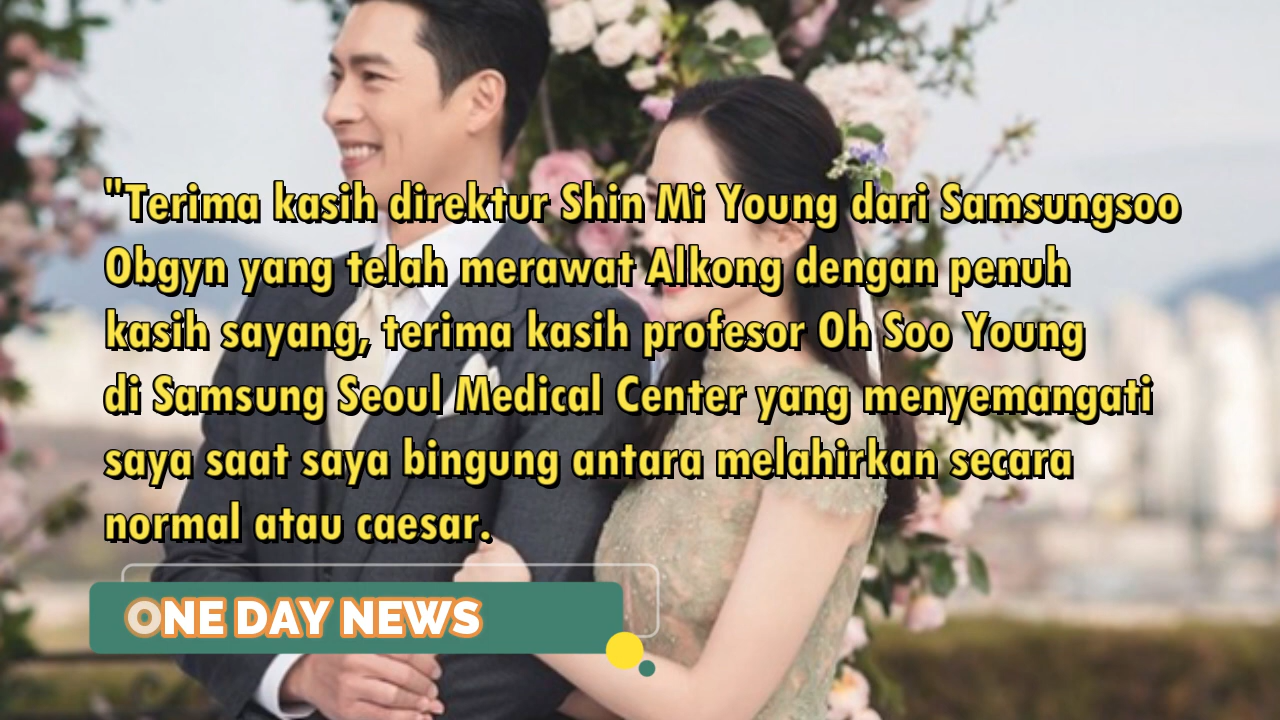 "Terima kasih direktur Shin Mi Young dari Samsungsoo
Obgyn yang telah merawat Alkong dengan penuh
kasih sayang, terima kasih profesor Oh Soo Young
di Samsung Seoul Medical Center yang menyemangati
saya saat saya bingung antara melahirkan secara
normal atau caesar.
ONE DAY NEWS